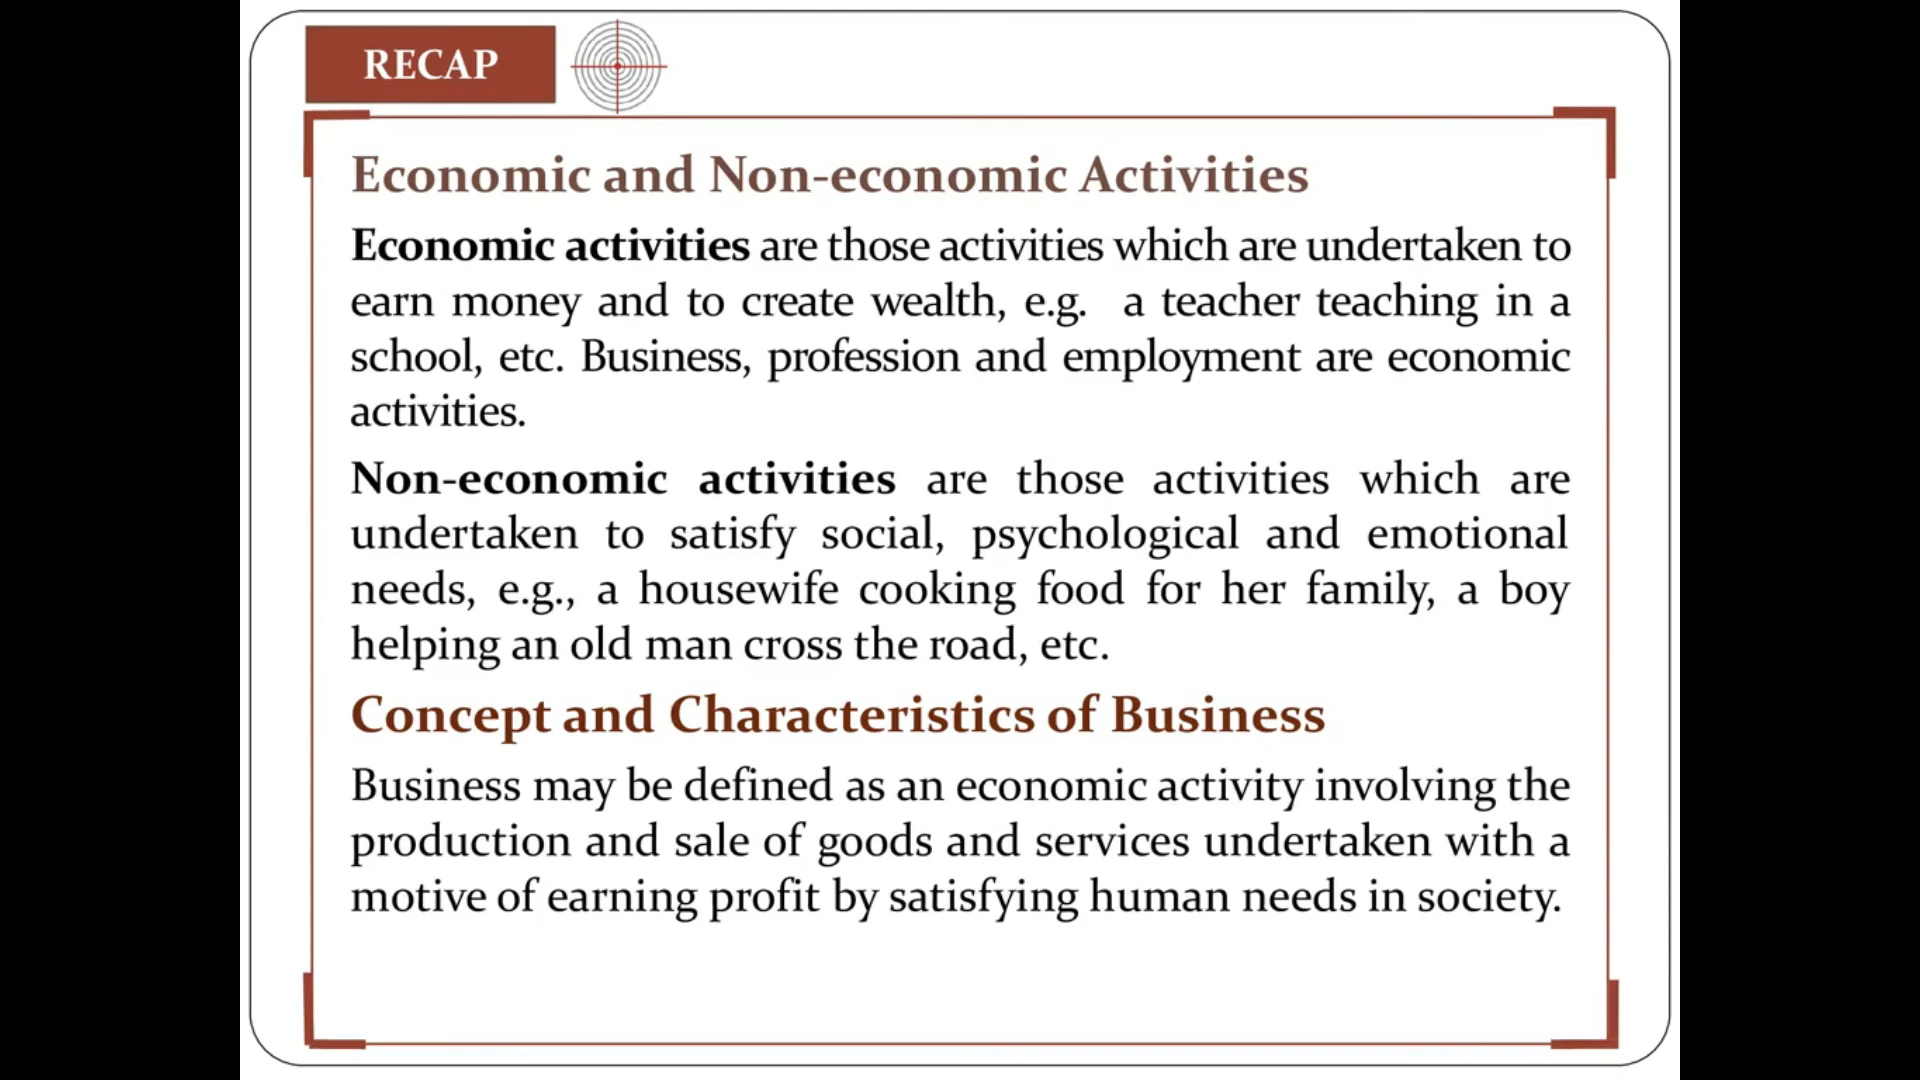 RECAP
Economic and Non-economic Activities
Economic activities are those activities which are undertaken to
earn money and to create wealth, e.g. a teacher teaching in a
school, etc. Business, profession and employment are economic
activities.
Non-economic activities are those activities which are
undertaken to satisfy social, psychological and emotional
needs, e.g., a housewife cooking food for her family, a boy
helping an old man cross the road, etc.
Concept and Characteristics of Business
Business may be defined as an economic activity involving the
production and sale of goods and services undertaken with a
motive of earning profit by satisfying human needs in society.